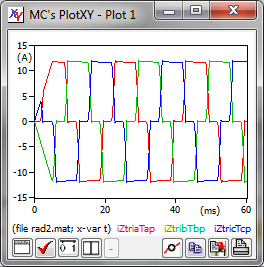 MC's PlotXY - Plot 1
15
(A)
10
5
0
-5
-10
-15
0 20 40 (ms) 60
(file rad2.mat; x-var t) iZtriaTap iZtribTbp iZtricTcp